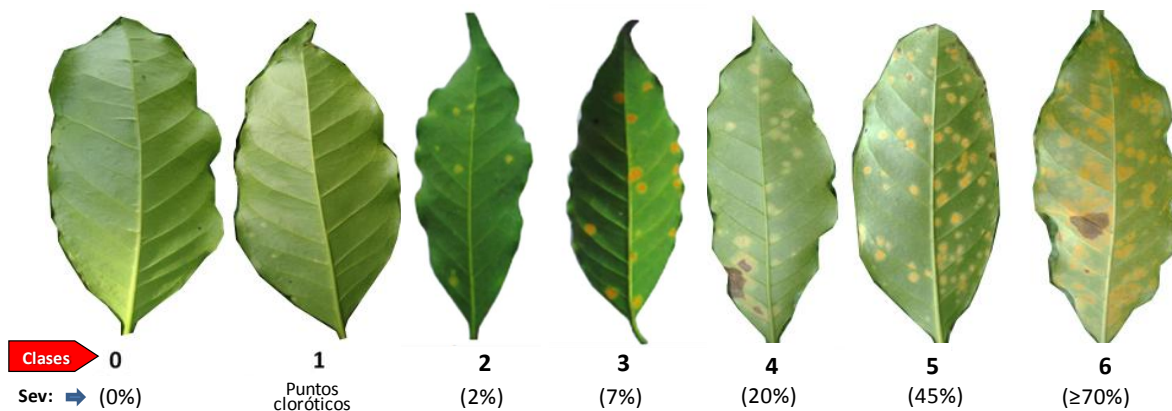 Clases 0 1 2 3 4 5 6
Sev: (0%) Puntos cloróticos (2%) (7%) (20%) (45%) (≥70%)